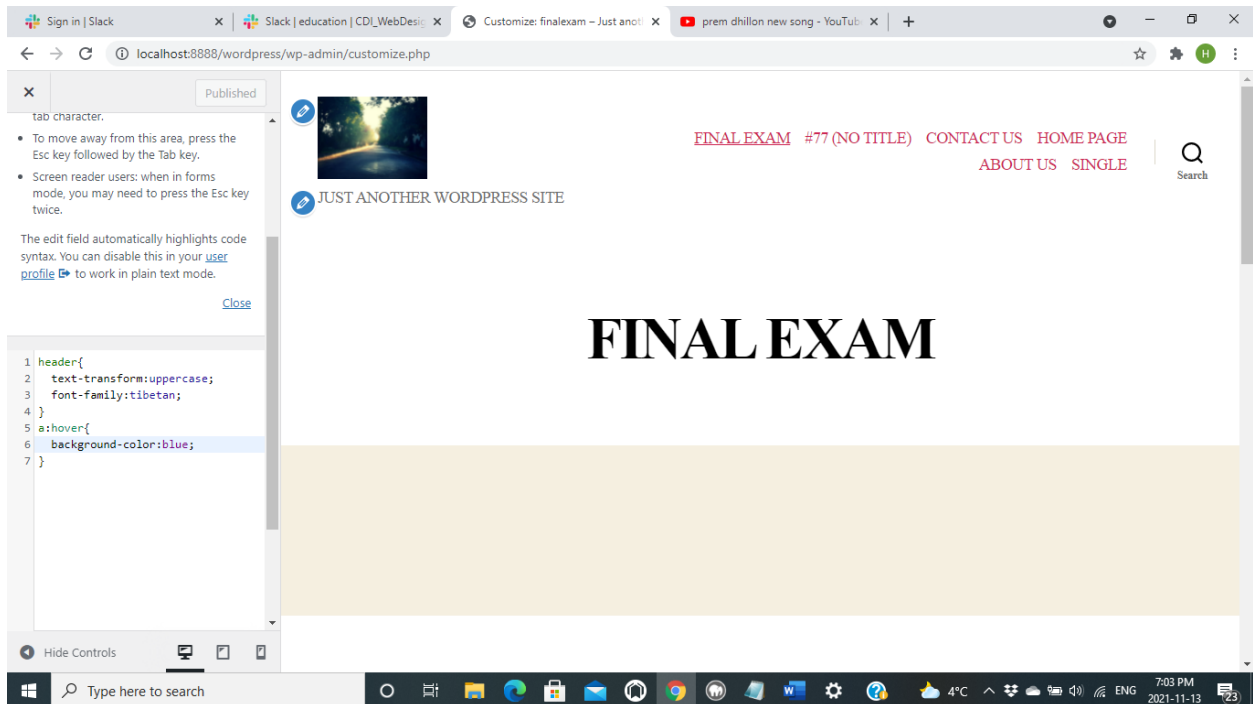 Sign in | Slack
Slack | education | CDI_WebDesig
Customize: finalexam – Just anot
prem dhillon new song - YouTub
localhost:8888/wordpress/wp-admin/customize.php
H
Published
tab character.
To move away from this area, press the
Esc key followed by the Tab key.
Screen reader users: when in forms
mode, you may need to press the Esc key
twice.
The edit field automatically highlights code
syntax. You can disable this in your user
profile to work in plain text mode.
Close
1 header{
2 text-transform:uppercase;
3 font-family:tibetan;
4 }
5 a:hover{
6 background-color:blue;
7 }
Hide Controls
FINAL EXAM #77 (NO TITLE) CONTACT US HOME PAGE
ABOUT US SINGLE
Search
JUST ANOTHER WORDPRESS SITE
FINAL EXAM
Type here to search
4°C
ENG
7:03 PM
2021-11-13
23